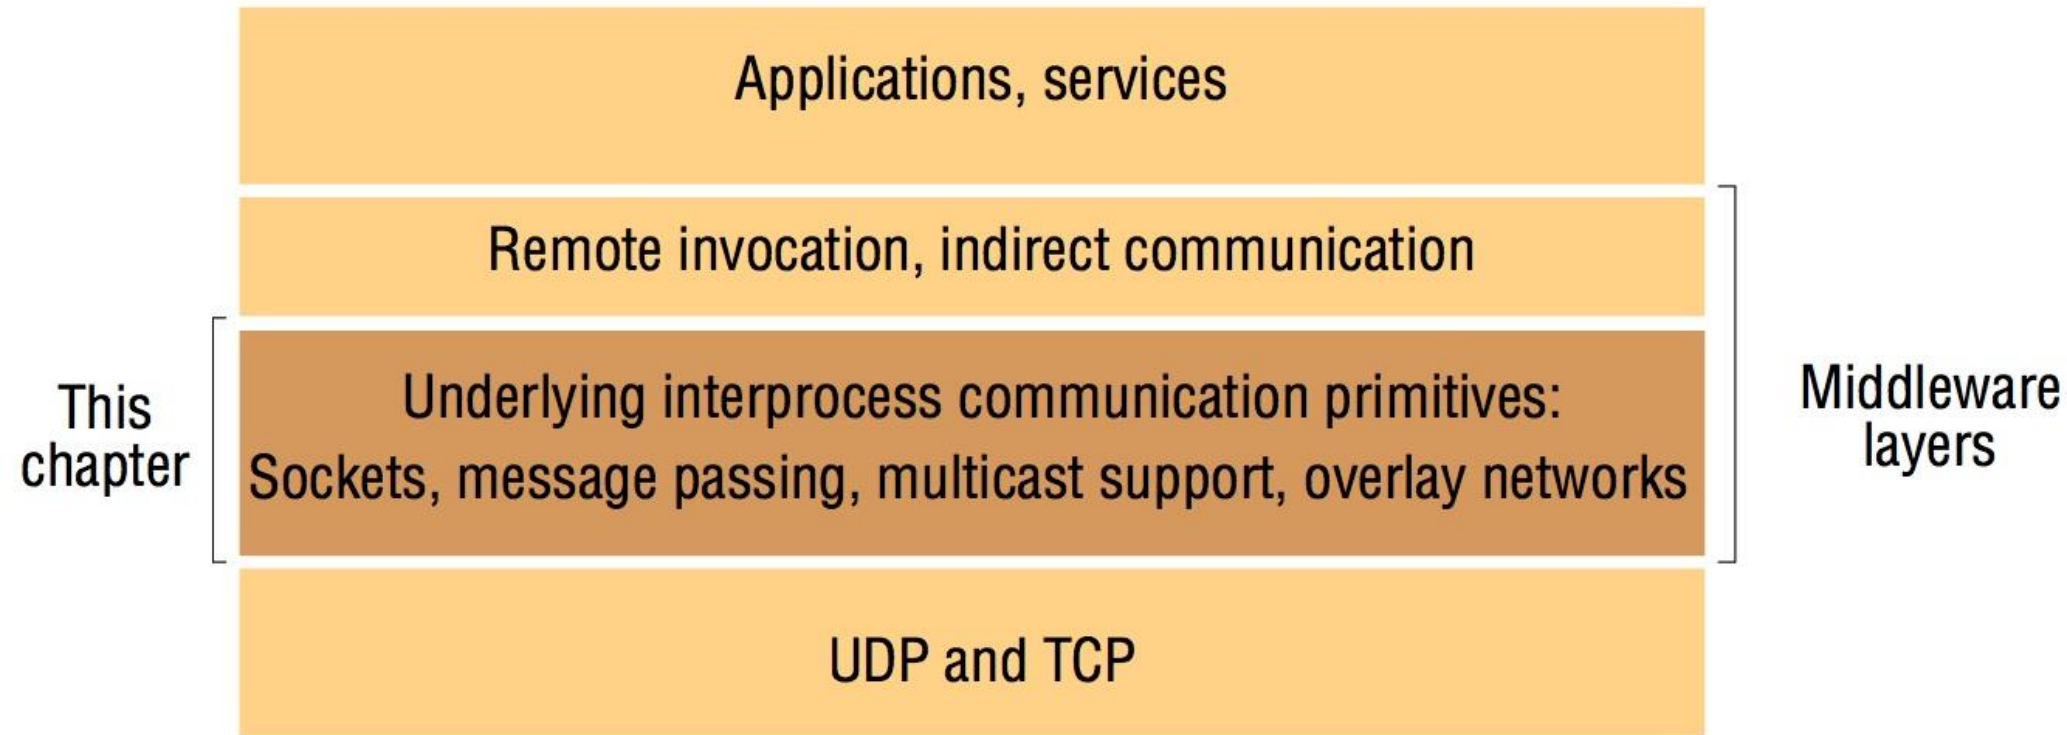 Applications, services
Remote invocation, indirect communication
This
chapter
Underlying interprocess communication primitives:
Sockets, message passing, multicast support, overlay networks
Middleware
layers
UDP and TCP